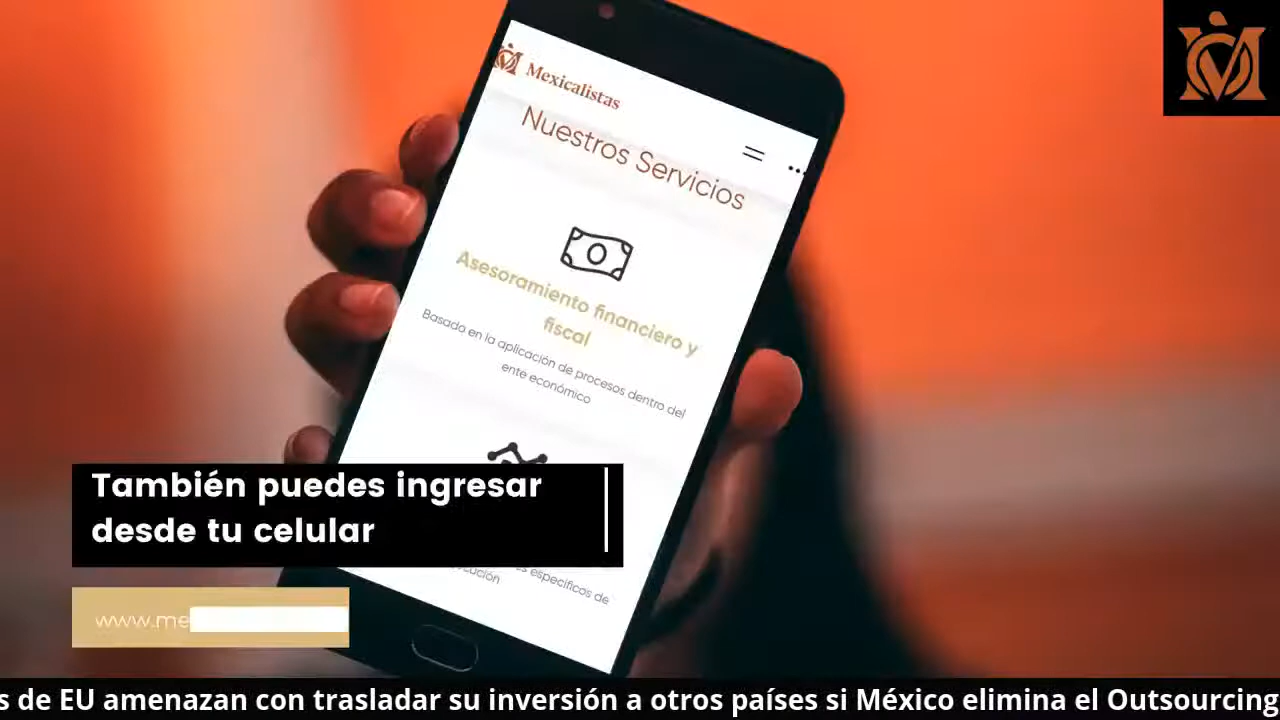 Mexicalistas
Nuestros Servicios
Asesoramiento financiero y
fiscal
Basado en la aplicación de procesos dentro del
ente económico
específicos de
También puedes ingresar
desde tu celular
www.me
s de EU amenazan con trasladar su inversión a otros países si México elimina el Outsourcing